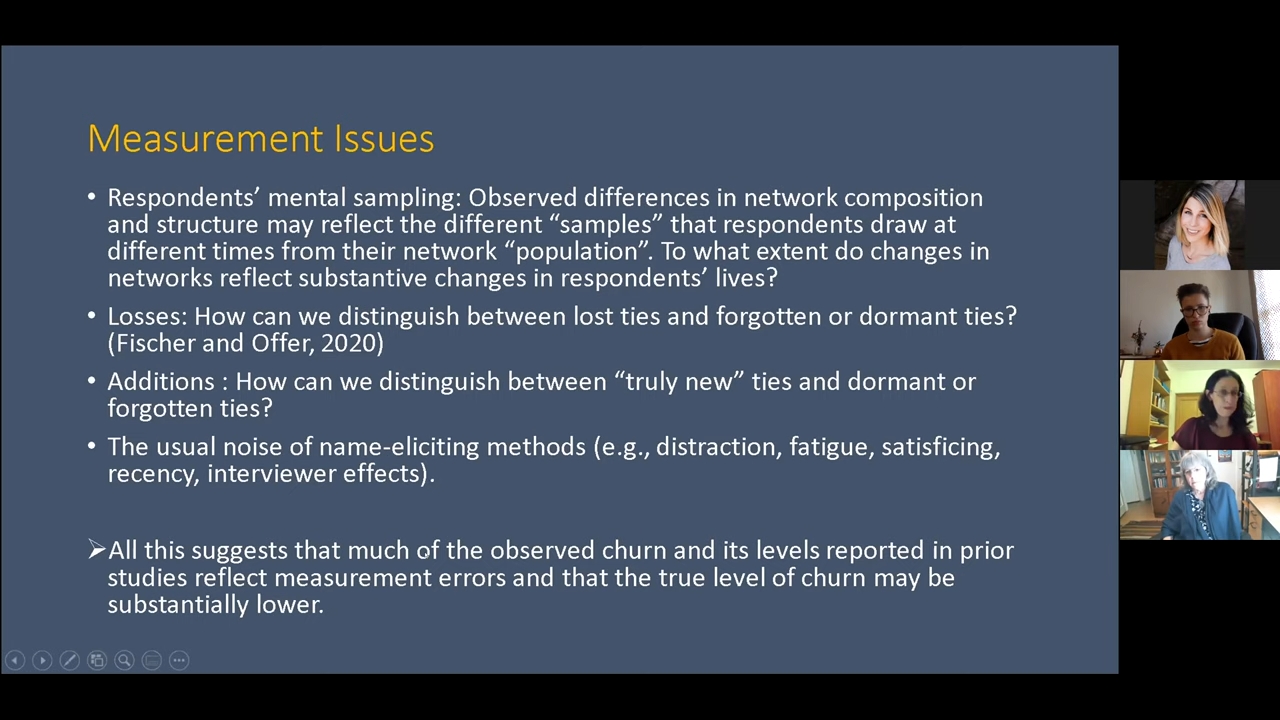 Measurement Issues
• Respondents’ mental sampling: Observed differences in network composition
and structure may reflect the different “samples” that respondents draw at
different times from their network “population”. To what extent do changes in
networks reflect substantive changes in respondents’ lives?
• Losses: How can we distinguish between lost ties and forgotten or dormant ties?
(Fischer and Offer, 2020)
• Additions : How can we distinguish between “truly new” ties and dormant or
forgotten ties?
• The usual noise of name-eliciting methods (e.g., distraction, fatigue, satisficing,
recency, interviewer effects).
➢All this suggests that much of the observed churn and its levels reported in prior
studies reflect measurement errors and that the true level of churn may be
substantially lower.